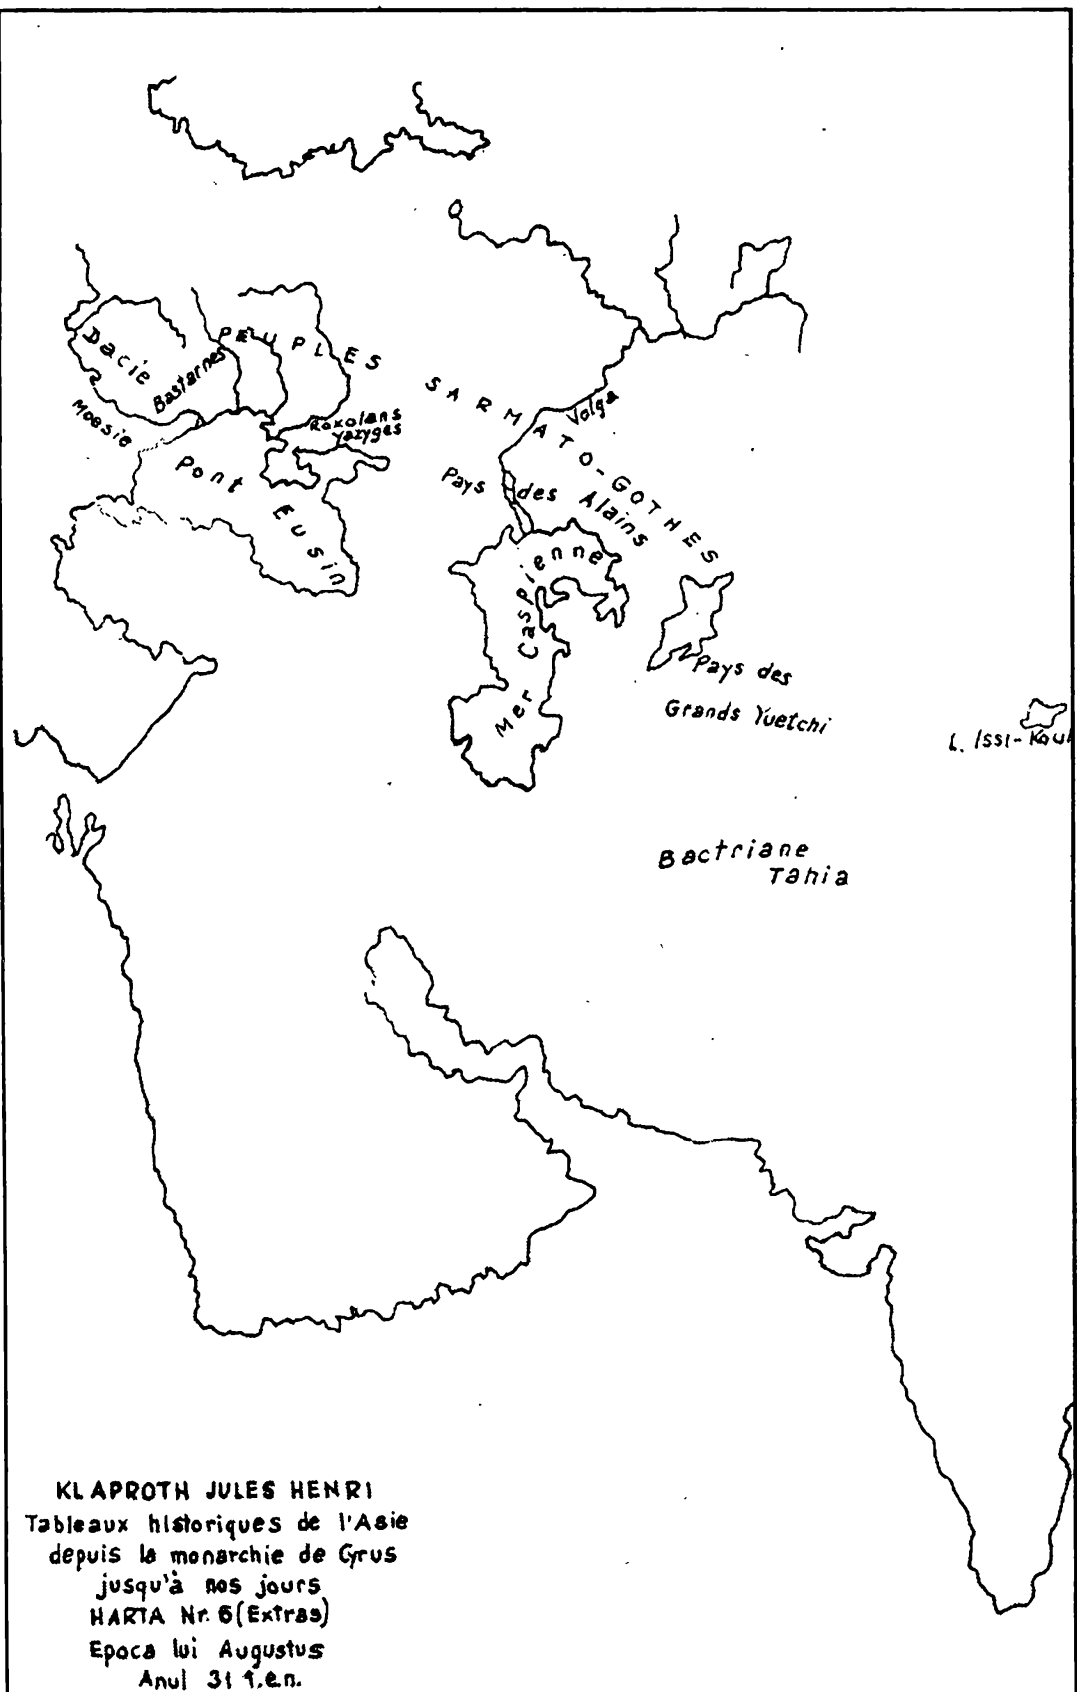 Dacie
Bastarnes
PEUPLES SARMATO-GOTHES
Moesie
Roxolans
Yazyges
Volga
Pont Eusin
Pays des Alains
Mer Caspienne
Pays des
Grands Yuetchi
L. Issi-Koul
Bactriane
Tahia
KLAPROTH JULES HENRI
Tableaux historiques de l'Asie
depuis la monarchie de Cyrus
jusqu'à nos jours
HARTA Nr. 6 (Extras)
Epoca lui Augustus
Anul 31 î.e.n.